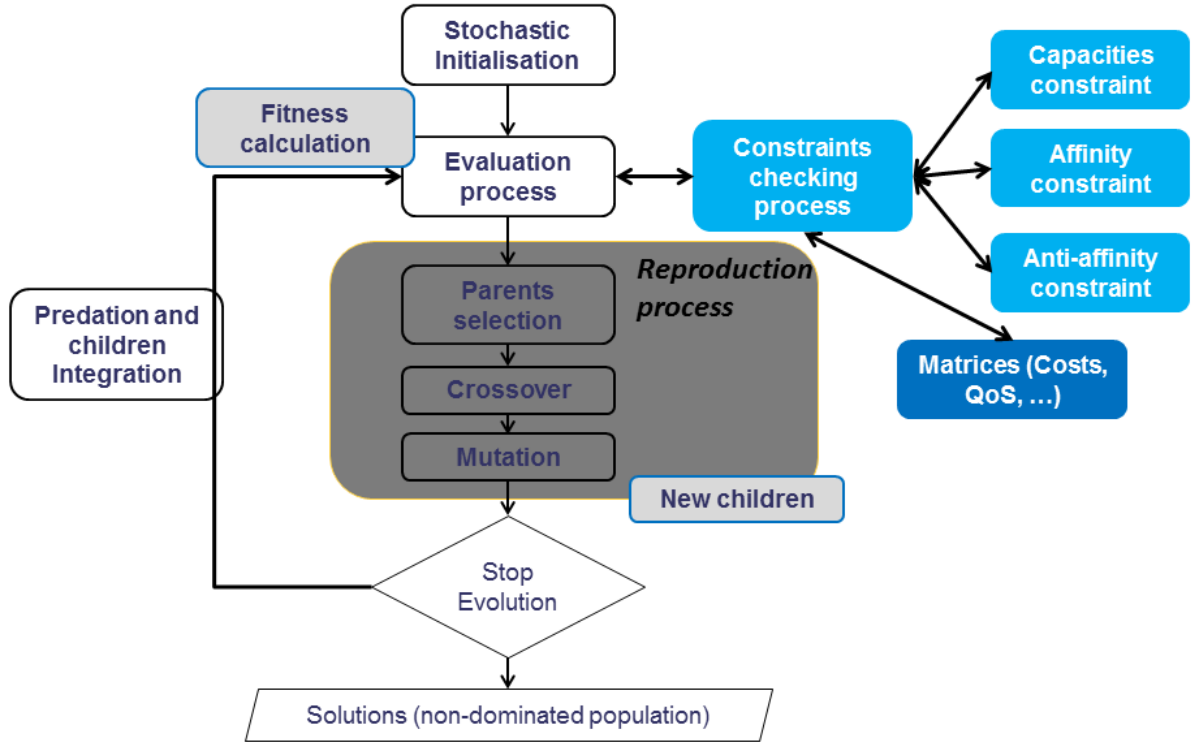 Stochastic
Initialisation
Fitness
calculation
Evaluation
process
Constraints
checking
process
Capacities
constraint
Affinity
constraint
Anti-affinity
constraint
Matrices (Costs,
QoS, ...)
Reproduction
process
Parents
selection
Crossover
Mutation
New children
Predation and
children
Integration
Stop
Evolution
Solutions (non-dominated population)